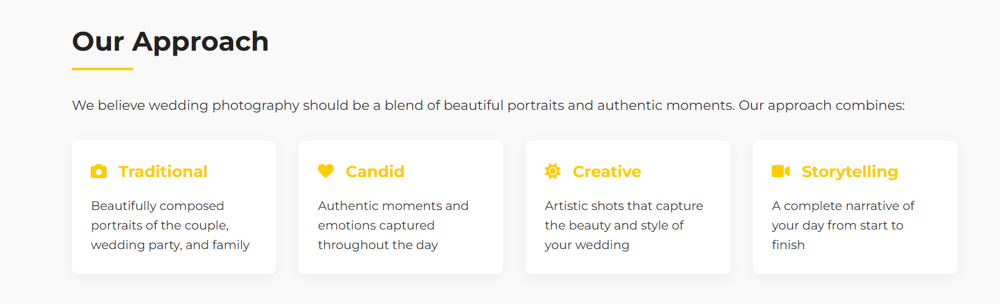 Our Approach
We believe wedding photography should be a blend of beautiful portraits and authentic moments. Our approach combines:
Traditional
Beautifully composed
portraits of the couple,
wedding party, and family
Candid
Authentic moments and
emotions captured
throughout the day
Creative
Artistic shots that capture
the beauty and style of
your wedding
Storytelling
A complete narrative of
your day from start to
finish